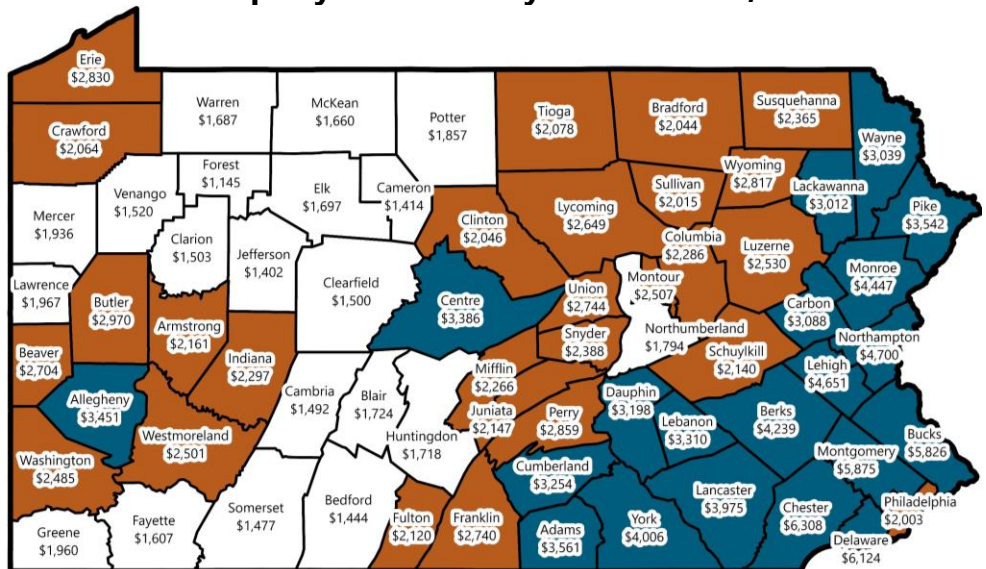 Erie
$2,830
Warren
$1,687
McKean
$1,660
Potter
$1,857
Tioga
$2,078
Bradford
$2,044
Susquehanna
$2,365
Wayne
$3,039
Crawford
$2,064
Forest
$1,145
Venango
$1,520
Elk
$1,697
Cameron
$1,414
Clinton
$2,046
Lycoming
$2,649
Sullivan
$2,015
Wyoming
$2,817
Lackawanna
$3,012
Pike
$3,542
Mercer
$1,936
Clarion
$1,503
Jefferson
$1,402
Clearfield
$1,500
Centre
$3,386
Union
$2,744
Montour
$2,507
Columbia
$2,286
Luzerne
$2,530
Monroe
$4,447
Lawrence
$1,967
Butler
$2,970
Armstrong
$2,161
Indiana
$2,297
Snyder
$2,388
Northumberland
$1,794
Schuylkill
$2,140
Carbon
$3,088
Northampton
$4,700
Beaver
$2,704
Allegheny
$3,451
Westmoreland
$2,501
Cambria
$1,492
Blair
$1,724
Huntingdon
$1,718
Mifflin
$2,266
Juniata
$2,147
Perry
$2,859
Dauphin
$3,198
Lebanon
$3,310
Berks
$4,239
Lehigh
$4,651
Bucks
$5,826
Montgomery
$5,875
Washington
$2,485
Greene
$1,960
Fayette
$1,607
Somerset
$1,477
Bedford
$1,444
Fulton
$2,120
Franklin
$2,740
Cumberland
$3,254
Adams
$3,561
York
$4,006
Lancaster
$3,975
Chester
$6,308
Philadelphia
$2,003
Delaware
$6,124